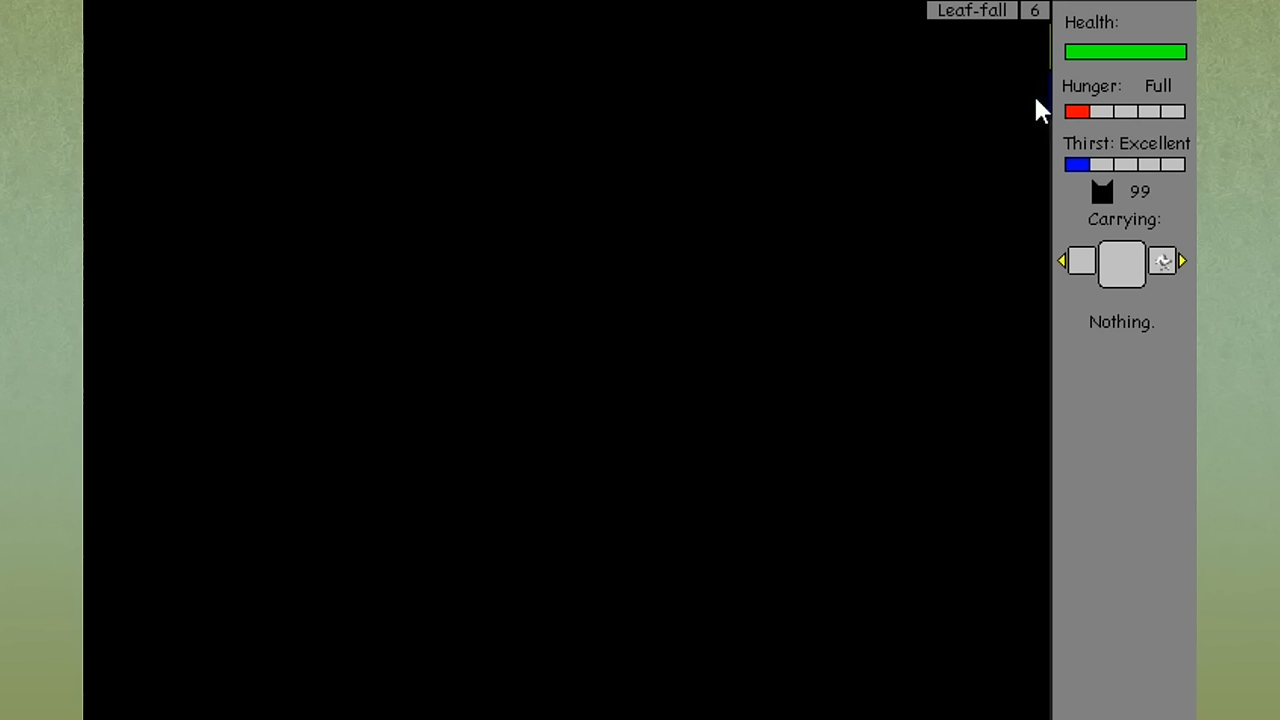 Leaf-fall 6
Health:
Hunger: Full
Thirst: Excellent
99
Carrying:
Nothing.